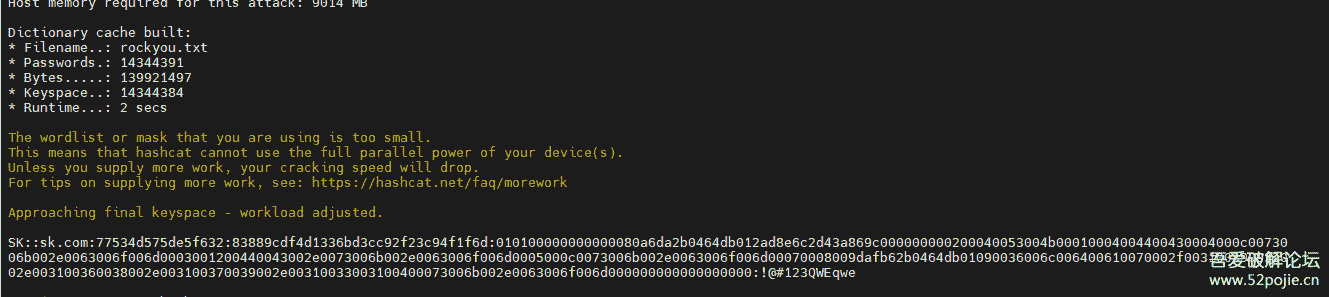 Host memory required for this attack: 9014 MB
Dictionary cache built:
* Filename..: rockyou.txt
* Passwords.: 14344391
* Bytes.....: 139921497
* Keyspace..: 14344384
* Runtime...: 2 secs
The wordlist or mask that you are using is too small.
This means that hashcat cannot use the full parallel power of your device(s).
Unless you supply more work, your cracking speed will drop.
For tips on supplying more work, see: https://hashcat.net/faq/morework
Approaching final keyspace - workload adjusted.
SK::sk.com:77534d575de5f632:83889cdf4d1336bd3cc92f23c94f1f6d:010100000000000080a6da2b0464db012ad8e6c2d43a869c000000000200040053004b000100040044004300040 00c00730
06b002e0063006f006d0003001200440043002e0073006b002e0063006f006d0005000c0073006b002e0063006f006d00070008009dafb62b0464db01090036006c006400610070002f003
02e003100360038002e003100370039002e00310033003100400073006b002e0063006f006d000000000000000000:!@#123QWEqwe
吾爱破解论坛
www.52pojie.cn